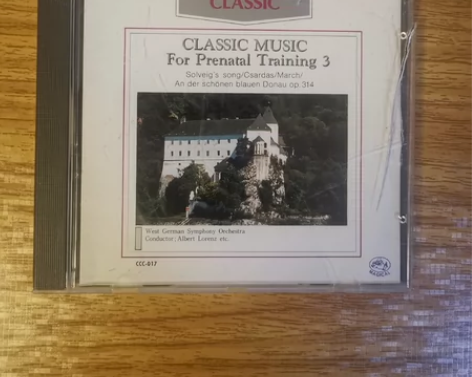 CLASSIC
CLASSIC MUSIC
For Prenatal Training 3
Solveig's song/Csardas/March/
An der schönen blauen Donau op 314
West German Symphony Orchestra
Conductor; Albert Lorenz etc.
CCC-017